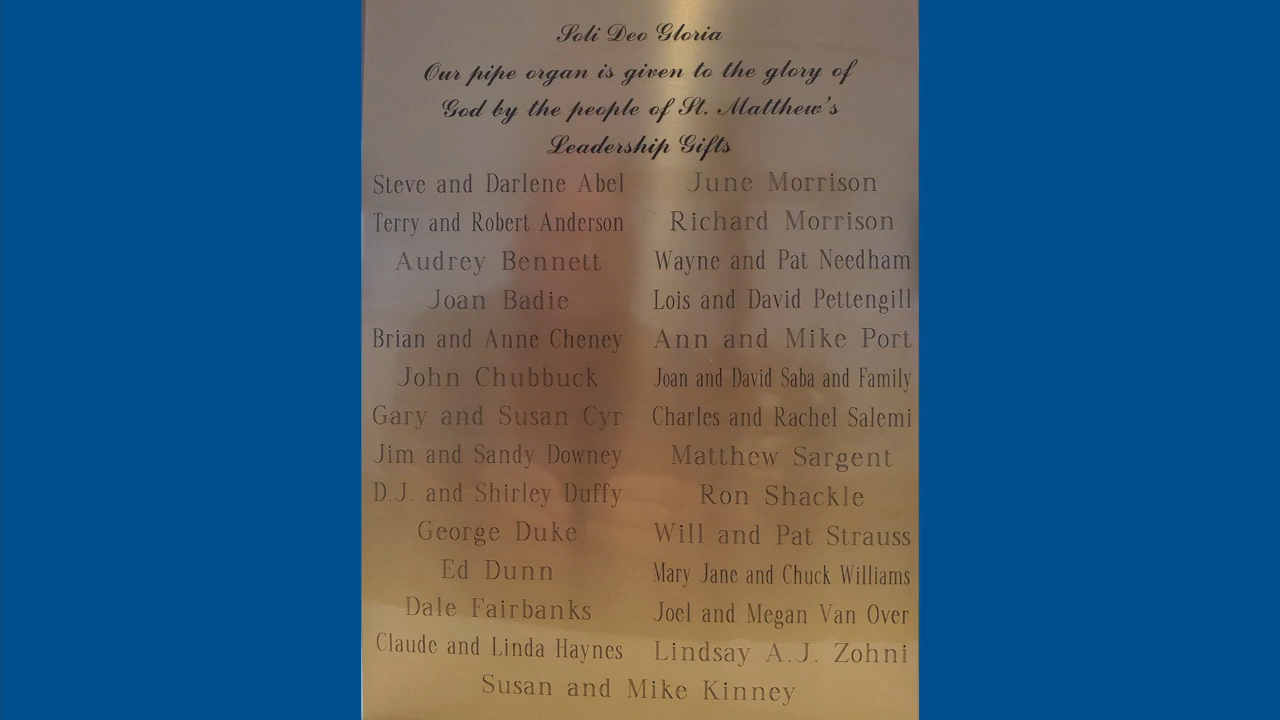 Soli Deo Gloria
Our pipe organ is given to the glory of
God by the people of St. Matthew's
Leadership Gifts
Steve and Darlene Abel
Terry and Robert Anderson
Audrey Bennett
Joan Badie
Brian and Anne Cheney
John Chubbuck
Gary and Susan Cyr
Jim and Sandy Downey
D.J. and Shirley Duffy
George Duke
Ed Dunn
Dale Fairbanks
Claude and Linda Haynes
June Morrison
Richard Morrison
Wayne and Pat Needham
Lois and David Pettengill
Ann and Mike Port
Joan and David Saba and Family
Charles and Rachel Salemi
Matthew Sargent
Ron Shackle
Will and Pat Strauss
Mary Jane and Chuck Williams
Joel and Megan Van Over
Lindsay A.J. Zohni
Susan and Mike Kinney